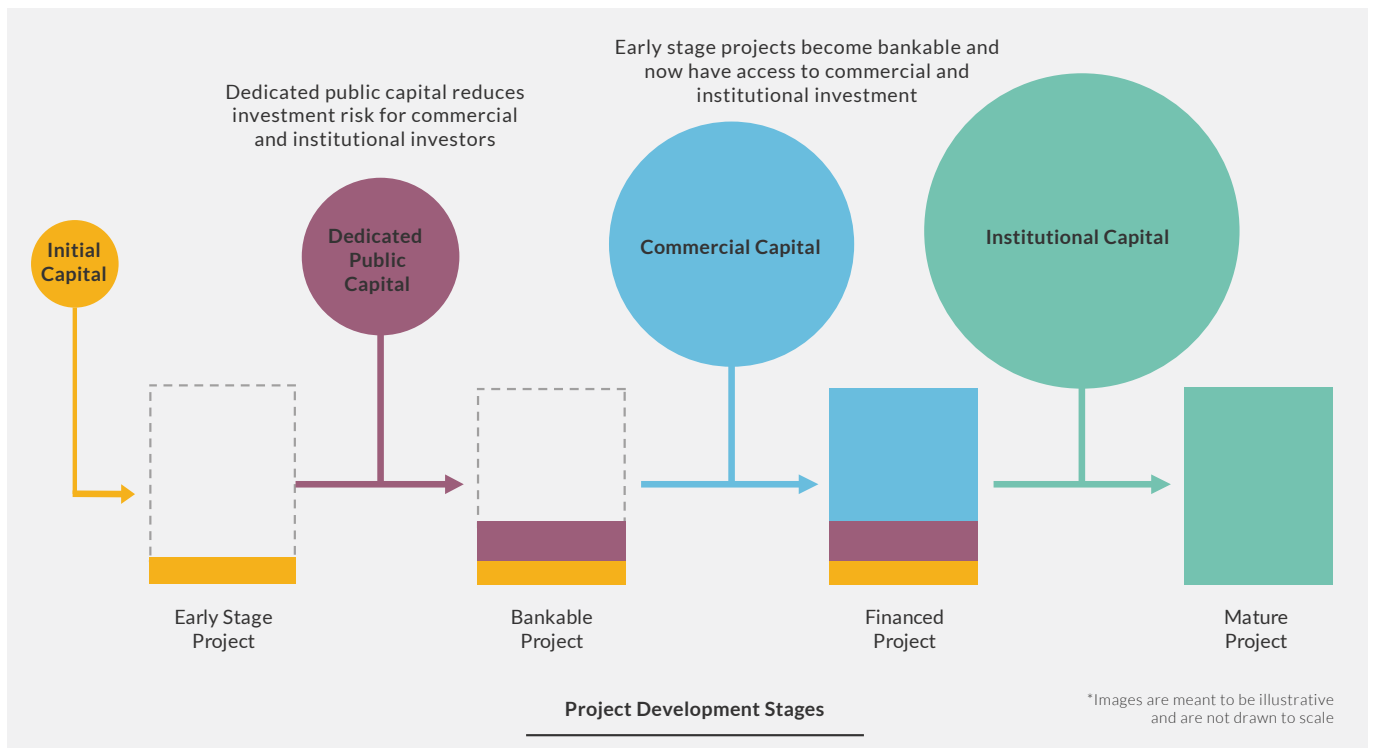 Early stage projects become bankable and
now have access to commercial and
institutional investment
Dedicated public capital reduces
investment risk for commercial
and institutional investors
Initial
Capital
Dedicated
Public
Capital
Commercial Capital
Institutional Capital
Early Stage
Project
Bankable
Project
Financed
Project
Mature
Project
Project Development Stages
*Images are meant to be illustrative
and are not drawn to scale